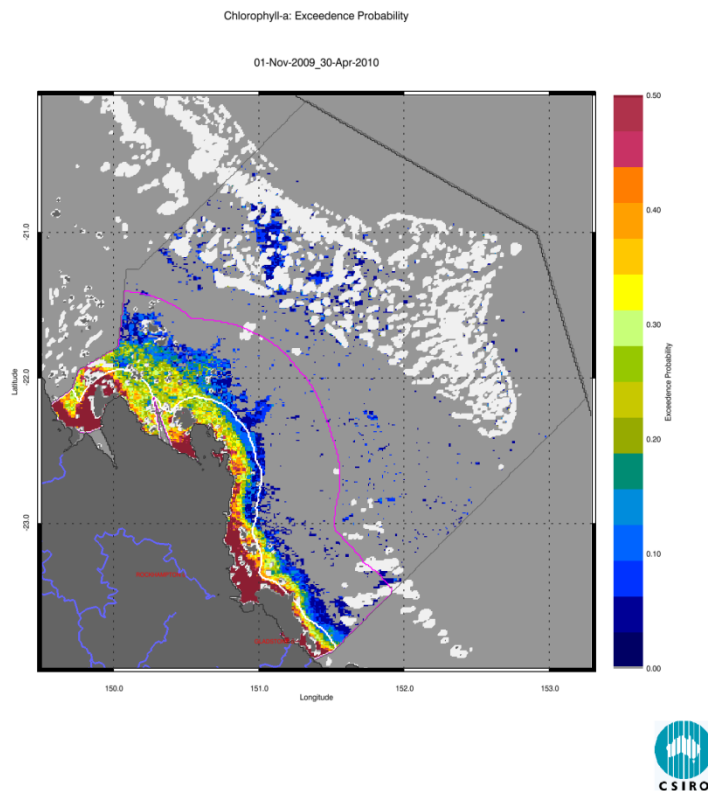 Chlorophyll-a: Exceedence Probability
01-Nov-2009_30-Apr-2010
0.50
0.40
0.30
0.20
0.10
0.00
Exceedence Probability
-21.0
-22.0
-23.0
Latitude
150.0 151.0 152.0 153.0
Longitude
CSIRO